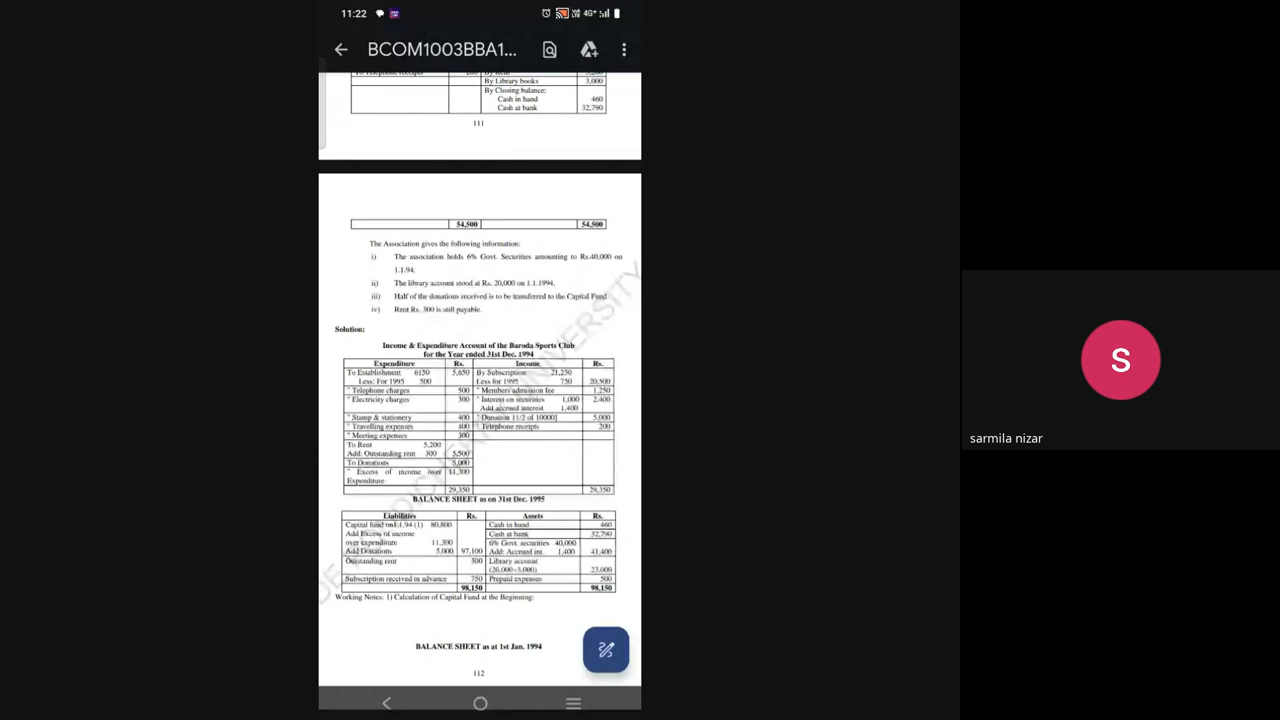 11:22 4G+
BCOM1003BBA1...
To Telephone receipts 200 By Rent 5,200
By Library books 3,000
By Closing balance:
Cash in hand 460
Cash at bank 32,790
111
54,500 54,500
The Association gives the following information:
i) The association holds 6% Govt. Securities amounting to Rs.40,000 on
1.1.94.
ii) The library account stood at Rs. 20,000 on 1.1.1994.
iii) Half of the donations received is to be transferred to the Capital Fund.
iv) Rent Rs. 300 is still payable.
Solution:
Income & Expenditure Account of the Baroda Sports Club
for the Year ended 31st Dec. 1994
Expenditure Rs. Income Rs.
To Establishment 6150 5,650 By Subscription 21,250
Less: For 1995 500 Less for 1995 750 20,500
" Telephone charges 500 " Members admission fee 1,250
" Electricity charges 300 " Interest on securities 1,000 2,400
Add accrued interest 1,400
" Stamp & stationery 400 " Donation 11/2 of 10000] 5,000
" Travelling expenses 400 " Telephone receipts 200
" Meeting expenses 300
To Rent 5,200
Add: Outstanding rent 300 5,500
To Donations 5,000
" Excess of income over 11,300
Expenditure
29,350 29,350
BALANCE SHEET as on 31st Dec. 1995
Liabilities Rs. Assets Rs.
Capital fund on1.1.94 (1) 80,800 Cash in hand 460
Add Excess of income Cash at bank 32,790
over expenditure 11,300 6% Govt. securities 40,000
Add Donations 5,000 97,100 Add: Accrued int. 1,400 41,400
Outstanding rent 300 Library account
(20,000+3,000) 23,000
Subscription received in advance 750 Prepaid expenses 500
98,150 98,150
Working Notes: 1) Calculation of Capital Fund at the Beginning:
BALANCE SHEET as at 1st Jan. 1994
112
UNIVERSITY
S
sarmila nizar